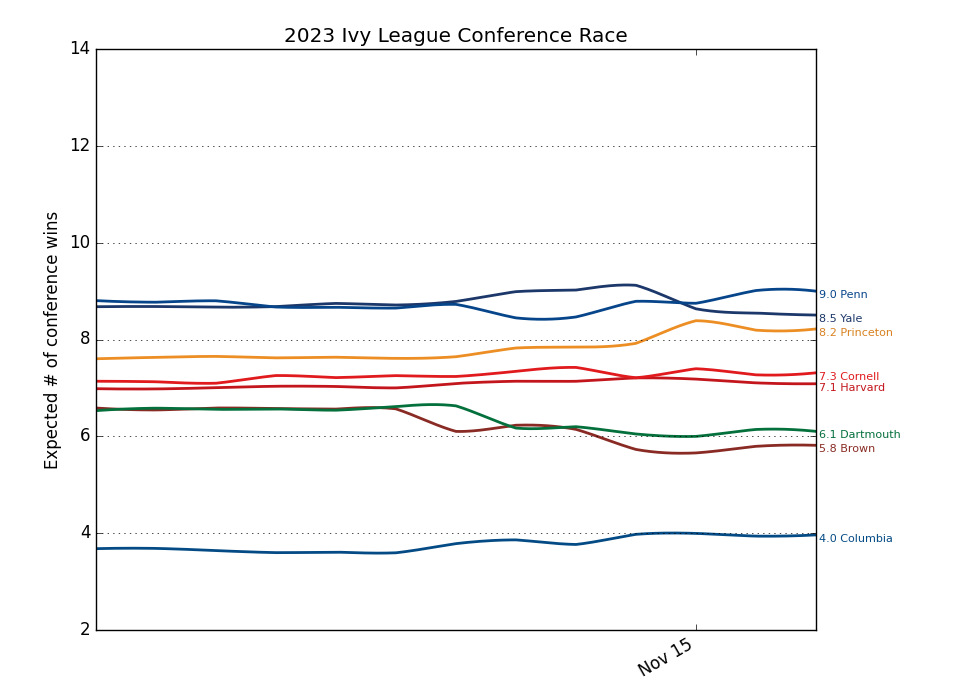 2023 Ivy League Conference Race
Expected # of conference wins
14
12
10
8
6
4
2
9.0 Penn
8.5 Yale
8.2 Princeton
7.3 Cornell
7.1 Harvard
6.1 Dartmouth
5.8 Brown
4.0 Columbia
Nov 15